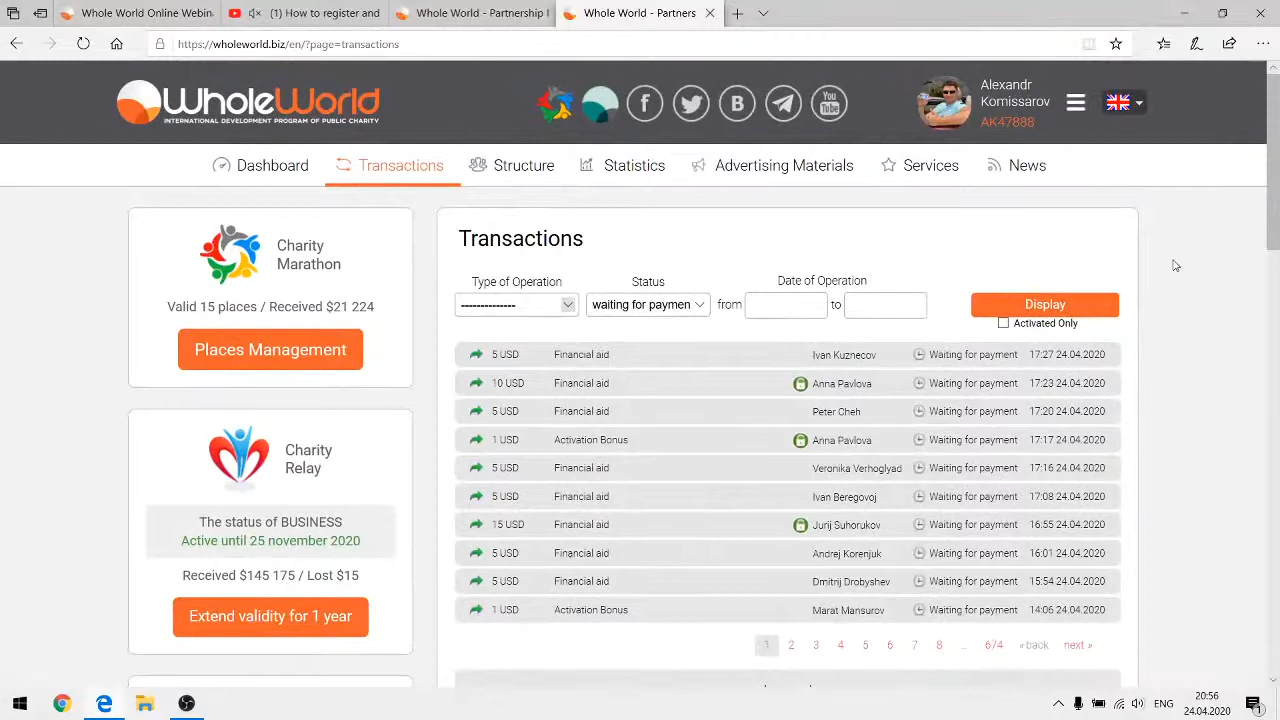 Whole World Online Webin
(1) register and
Whole World - Partnership I
Whole World - Partners
https://wholeworld.biz/en/?page=transactions
WholeWorld
INTERNATIONAL DEVELOPMENT PROGRAM OF PUBLIC CHARITY
f
B
You
Tube
Alexandr
Komissarov
AK47888
Dashboard
Transactions
Structure
Statistics
Advertising Materials
Services
News
Charity
Marathon
Valid 15 places / Received $21 224
Places Management
Charity
Relay
The status of BUSINESS
Active until 25 november 2020
Received $145 175 / Lost $15
Extend validity for 1 year
Transactions
Type of Operation Status Date of Operation
-------------- waiting for paymen from to Display
Activated Only
5 USD Financial aid Ivan Kuznecov Waiting for payment 17:27 24.04.2020
10 USD Financial aid Anna Pavlova Waiting for payment 17:23 24.04.2020
5 USD Financial aid Peter Cheh Waiting for payment 17:20 24.04.2020
1 USD Activation Bonus Anna Pavlova Waiting for payment 17:17 24.04.2020
5 USD Financial aid Veronika Verhoglyad Waiting for payment 17:16 24.04.2020
5 USD Financial aid Ivan Beregovoj Waiting for payment 17:08 24.04.2020
15 USD Financial aid Jurij Suhorukov Waiting for payment 16:55 24.04.2020
5 USD Financial aid Andrej Korenjuk Waiting for payment 16:01 24.04.2020
5 USD Financial aid Dmitrij Drobyshev Waiting for payment 15:54 24.04.2020
1 USD Activation Bonus Marat Mansurov Waiting for payment 14:06 24.04.2020
1 2 3 4 5 6 7 8 .. 674 « back next »
ENG
20:56
24.04.2020
1